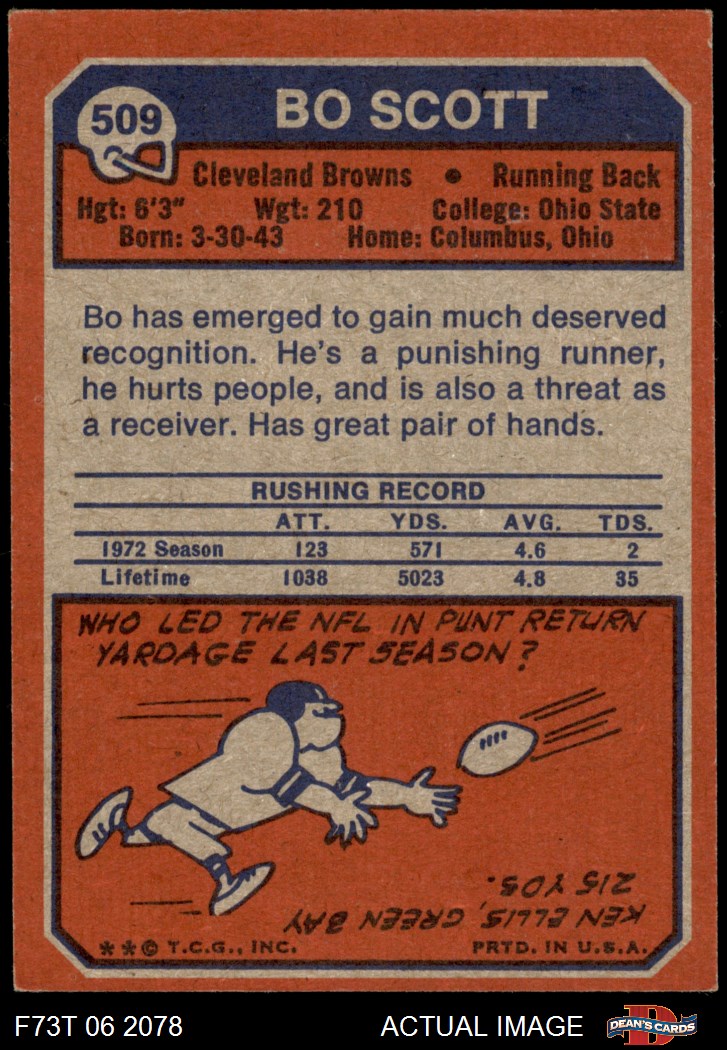 509
BO SCOTT
Cleveland Browns • Running Back
Hgt: 6'3" Wgt: 210 College: Ohio State
Born: 3-30-43 Home: Columbus, Ohio
Bo has emerged to gain much deserved
recognition. He's a punishing runner,
he hurts people, and is also a threat as
a receiver. Has great pair of hands.
RUSHING RECORD
ATT. YDS. AVG. TDS.
1972 Season 123 571 4.6 2
Lifetime 1038 5023 4.8 35
WHO LED THE NFL IN PUNT RETURN
YARDAGE LAST SEASON?
KEN ELLIS, GREEN BAY
215 YDS.
**© T.C.G., INC. PRTD. IN U.S.A.
F73T 06 2078 ACTUAL IMAGE D DEAN'S CARDS